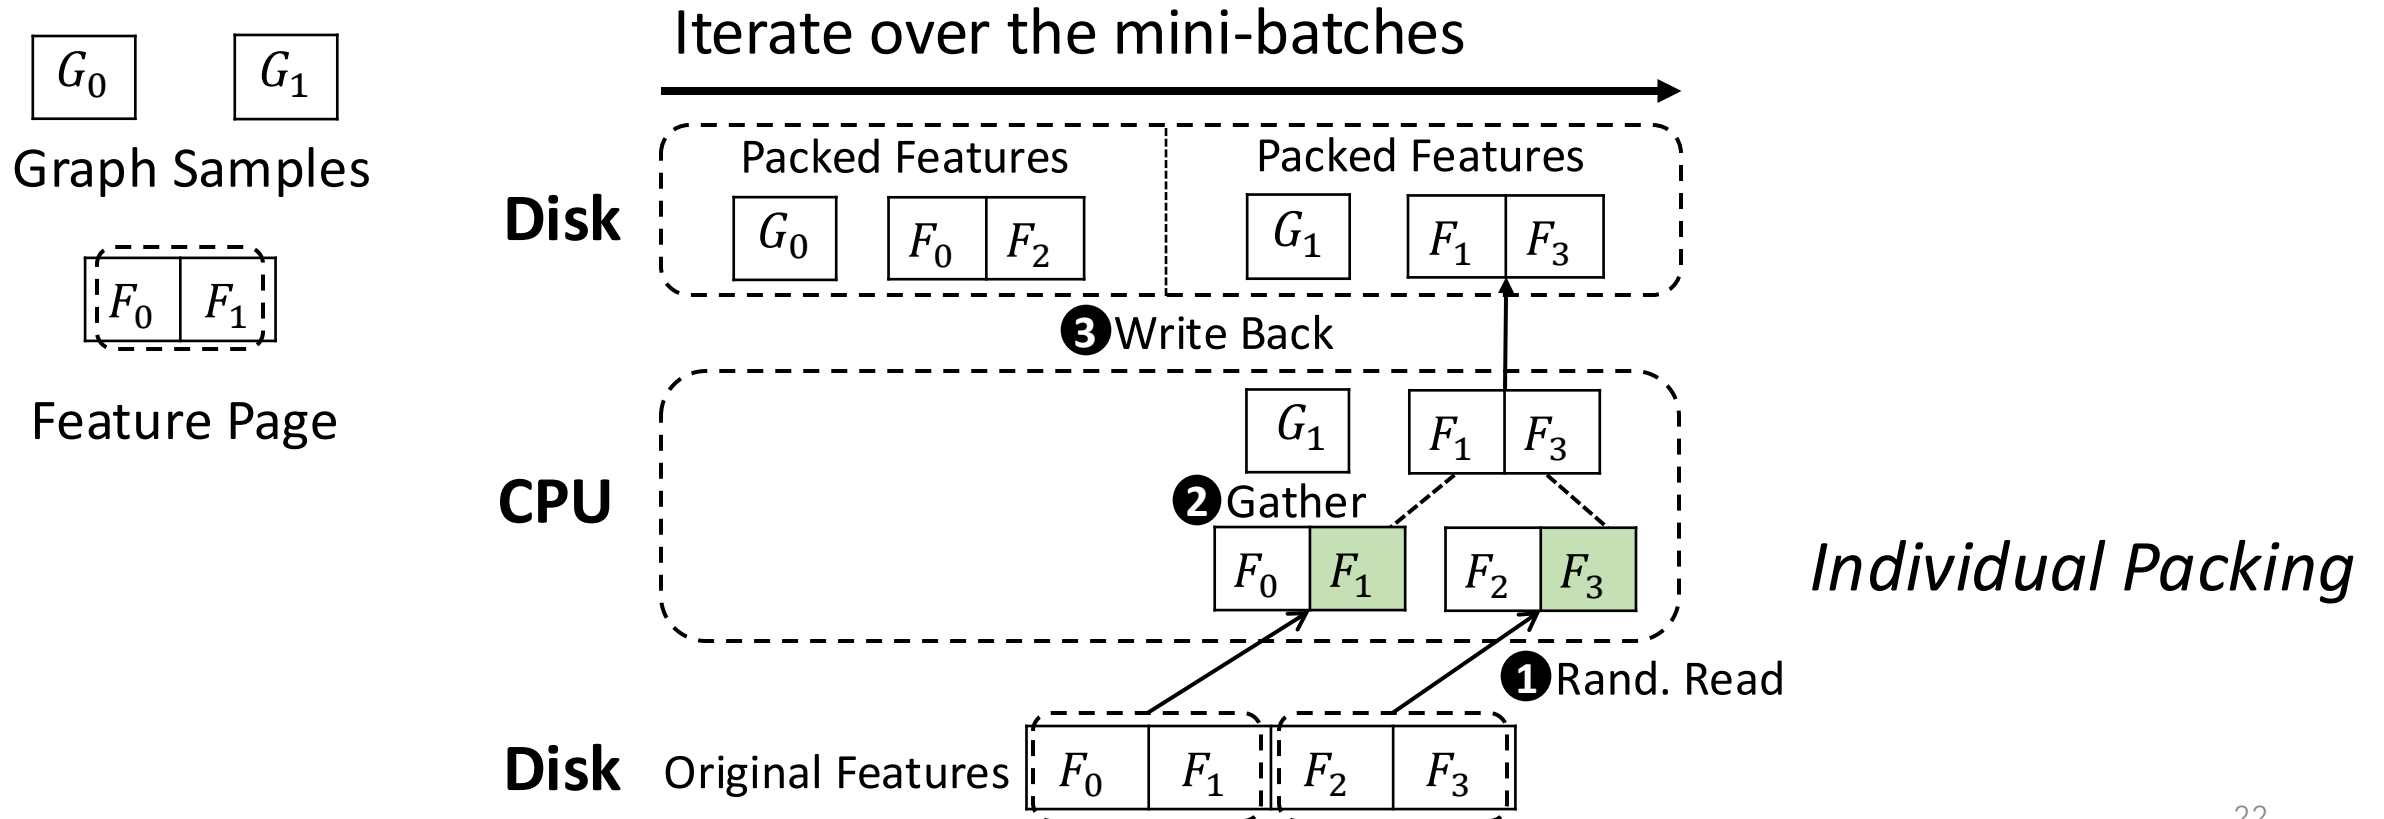 Iterate over the mini-batches
G0 G1
Graph Samples
F0 F1
Feature Page
Disk
Packed Features Packed Features
G0 F0 F2 G1 F1 F3
3 Write Back
CPU
G1 F1 F3
2 Gather
F0 F1 F2 F3
Individual Packing
1 Rand. Read
Disk Original Features F0 F1 F2 F3
22